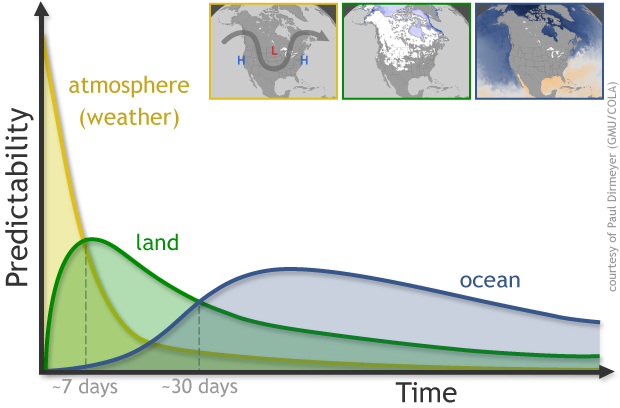 H
L
H
atmosphere
(weather)
land
ocean
Predictability
~7 days
~30 days
Time
courtesy of Paul Dirmeyer (GMU/COLA)